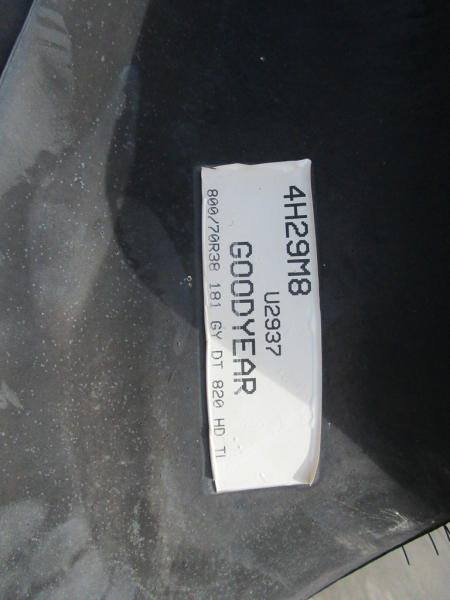 4H29M8
U2937
GOODYEAR
800/70R38 181 GY DT 820 HD TL